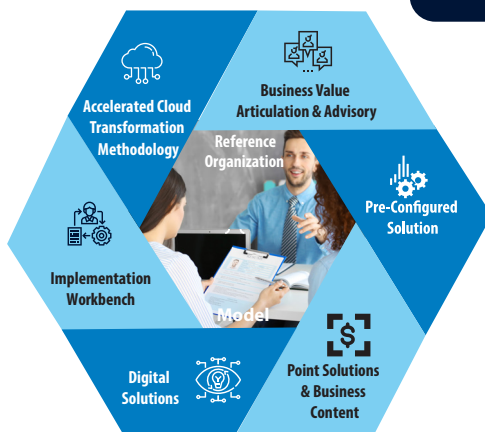 Business Value
Articulation & Advisory
Accelerated Cloud
Transformation
Methodology
Reference
Organization
Pre-Configured
Solution
Implementation
Workbench
Model
Point Solutions
& Business
Content
Digital
Solutions
$